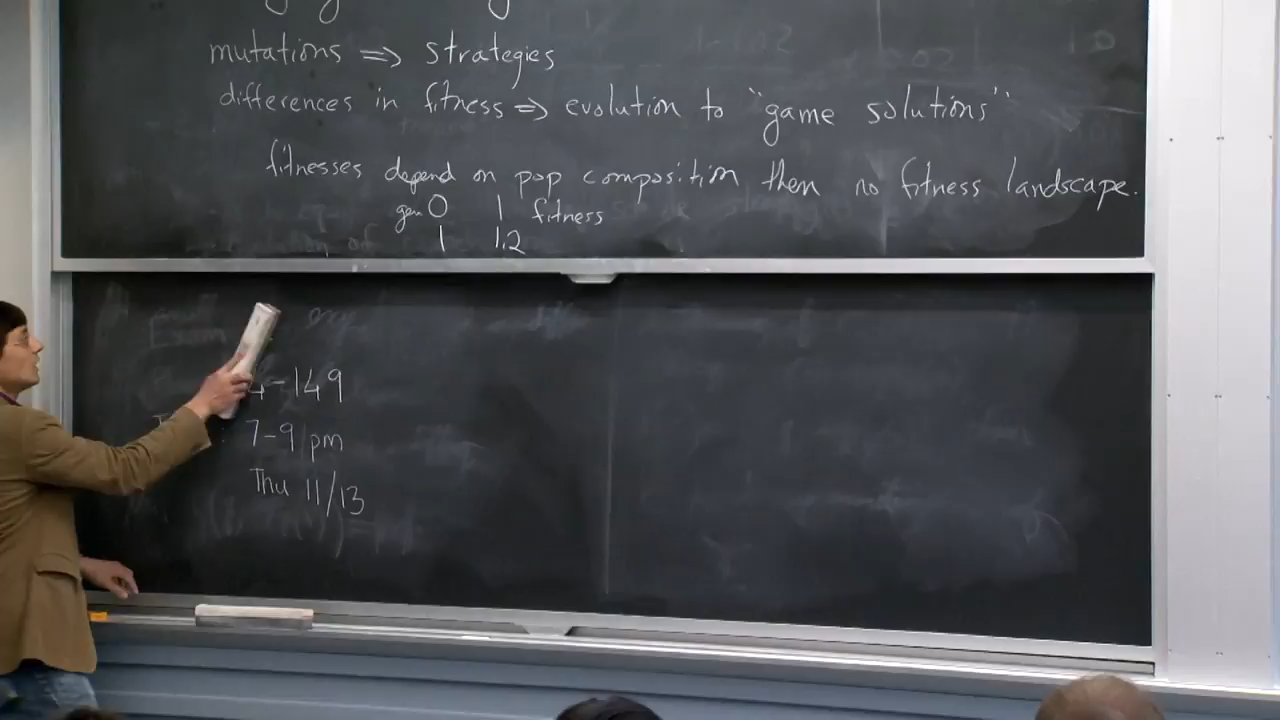 mutations ⇒ strategies
differences in fitness ⇒ evolution to "game solutions"
fitnesses depend on pop composition then no fitness landscape.
gen 0 1 fitness
1 1.2
4-149
7-9 pm
Thu 11/13